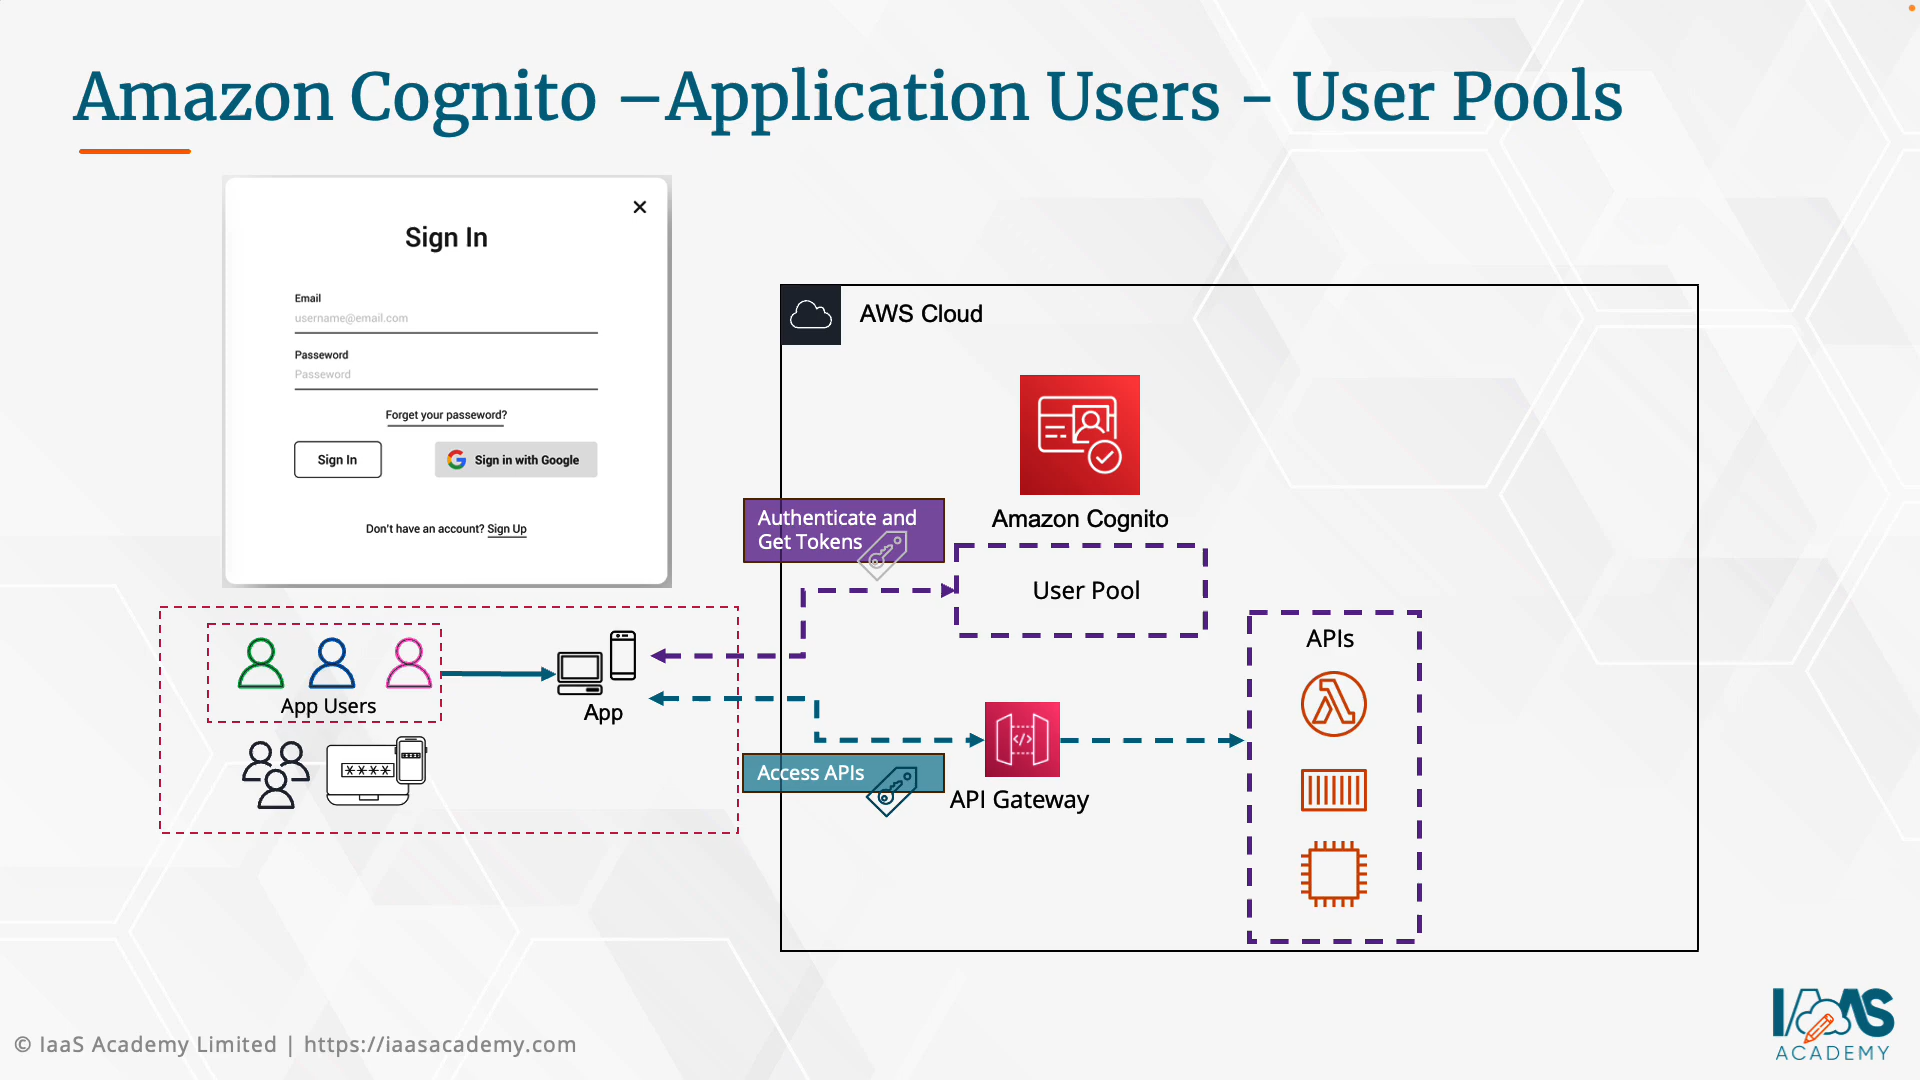 Amazon Cognito –Application Users - User Pools
Sign In
Email
username@email.com
Passeword
Passeword
Forget your passeword?
Sign In
Sign in with Google
Don't have an account? Sign Up
AWS Cloud
Amazon Cognito
Authenticate and
Get Tokens
User Pool
APIs
App Users
App
****
Access APIs
API Gateway
© IaaS Academy Limited | https://iaasacademy.com
IAAS
ACADEMY